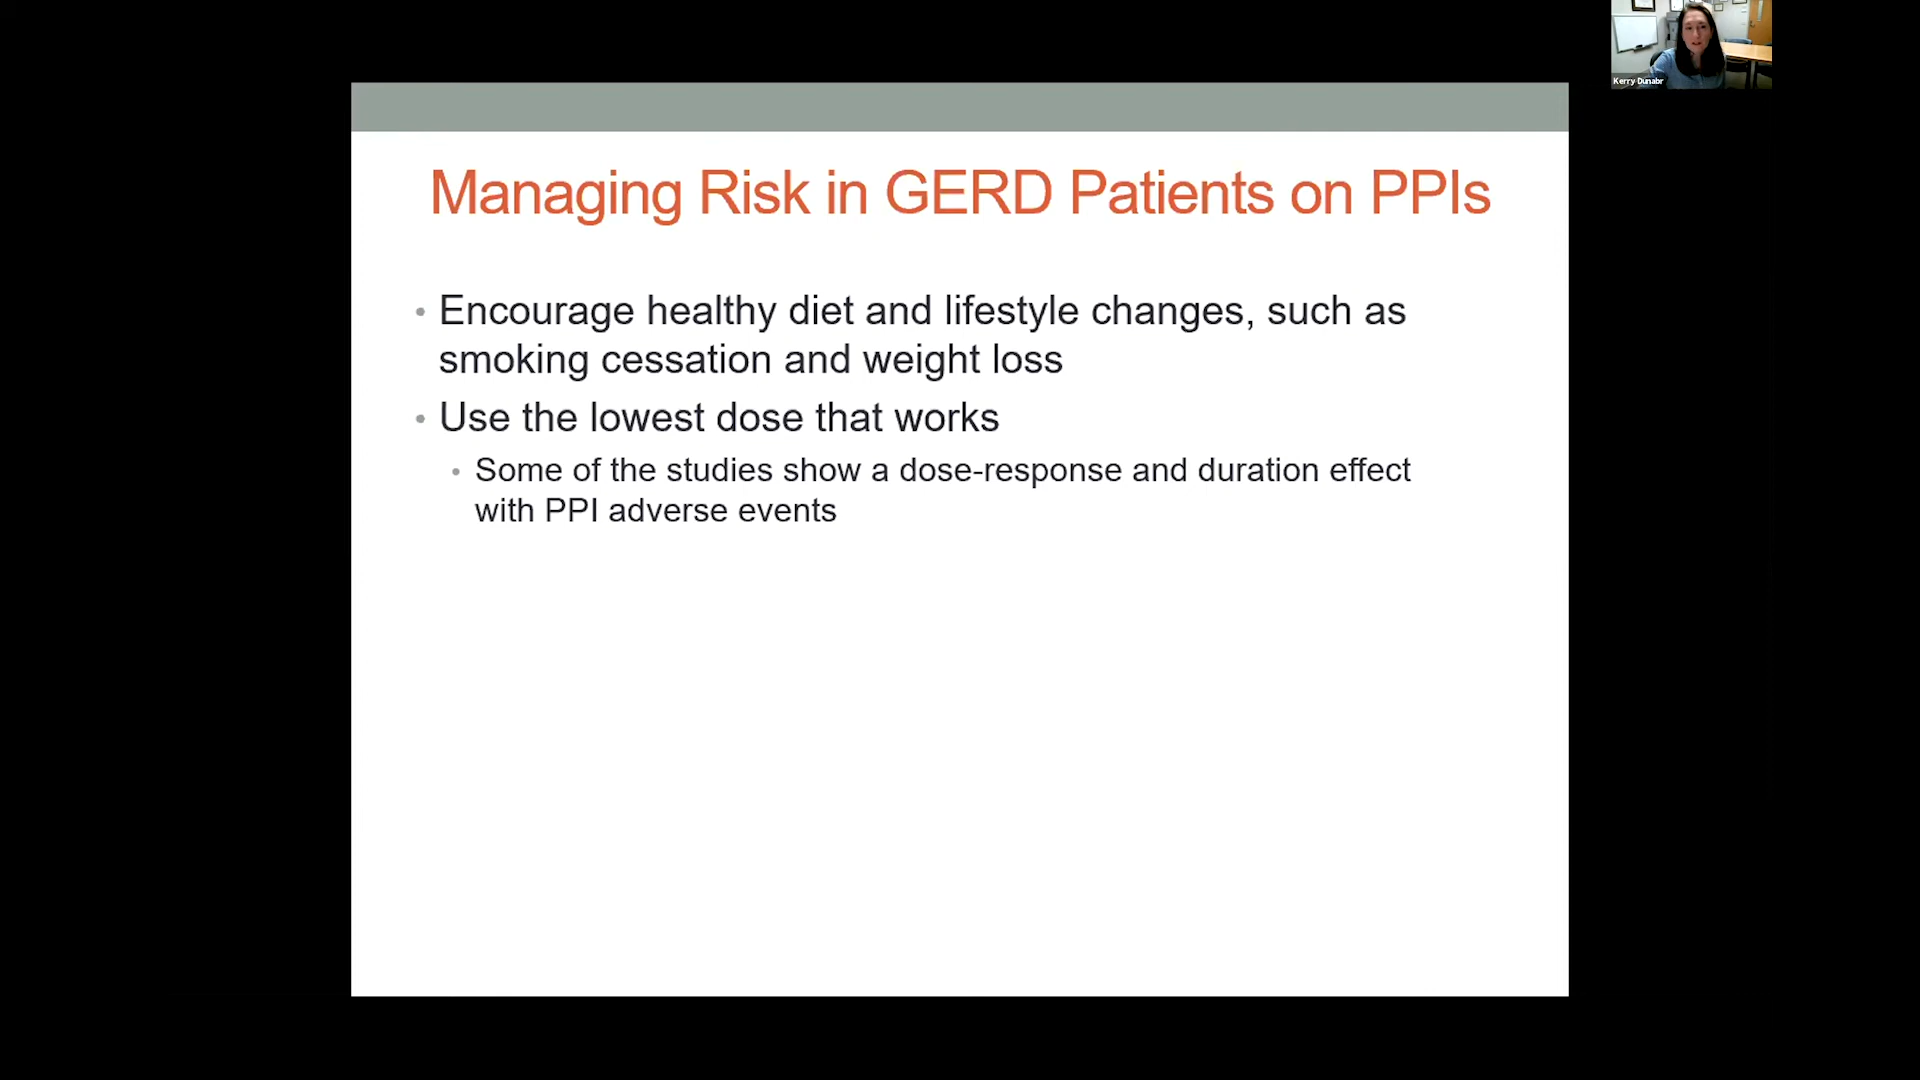 Kerry Dunabr
Managing Risk in GERD Patients on PPIs
• Encourage healthy diet and lifestyle changes, such as
smoking cessation and weight loss
• Use the lowest dose that works
• Some of the studies show a dose-response and duration effect
with PPI adverse events